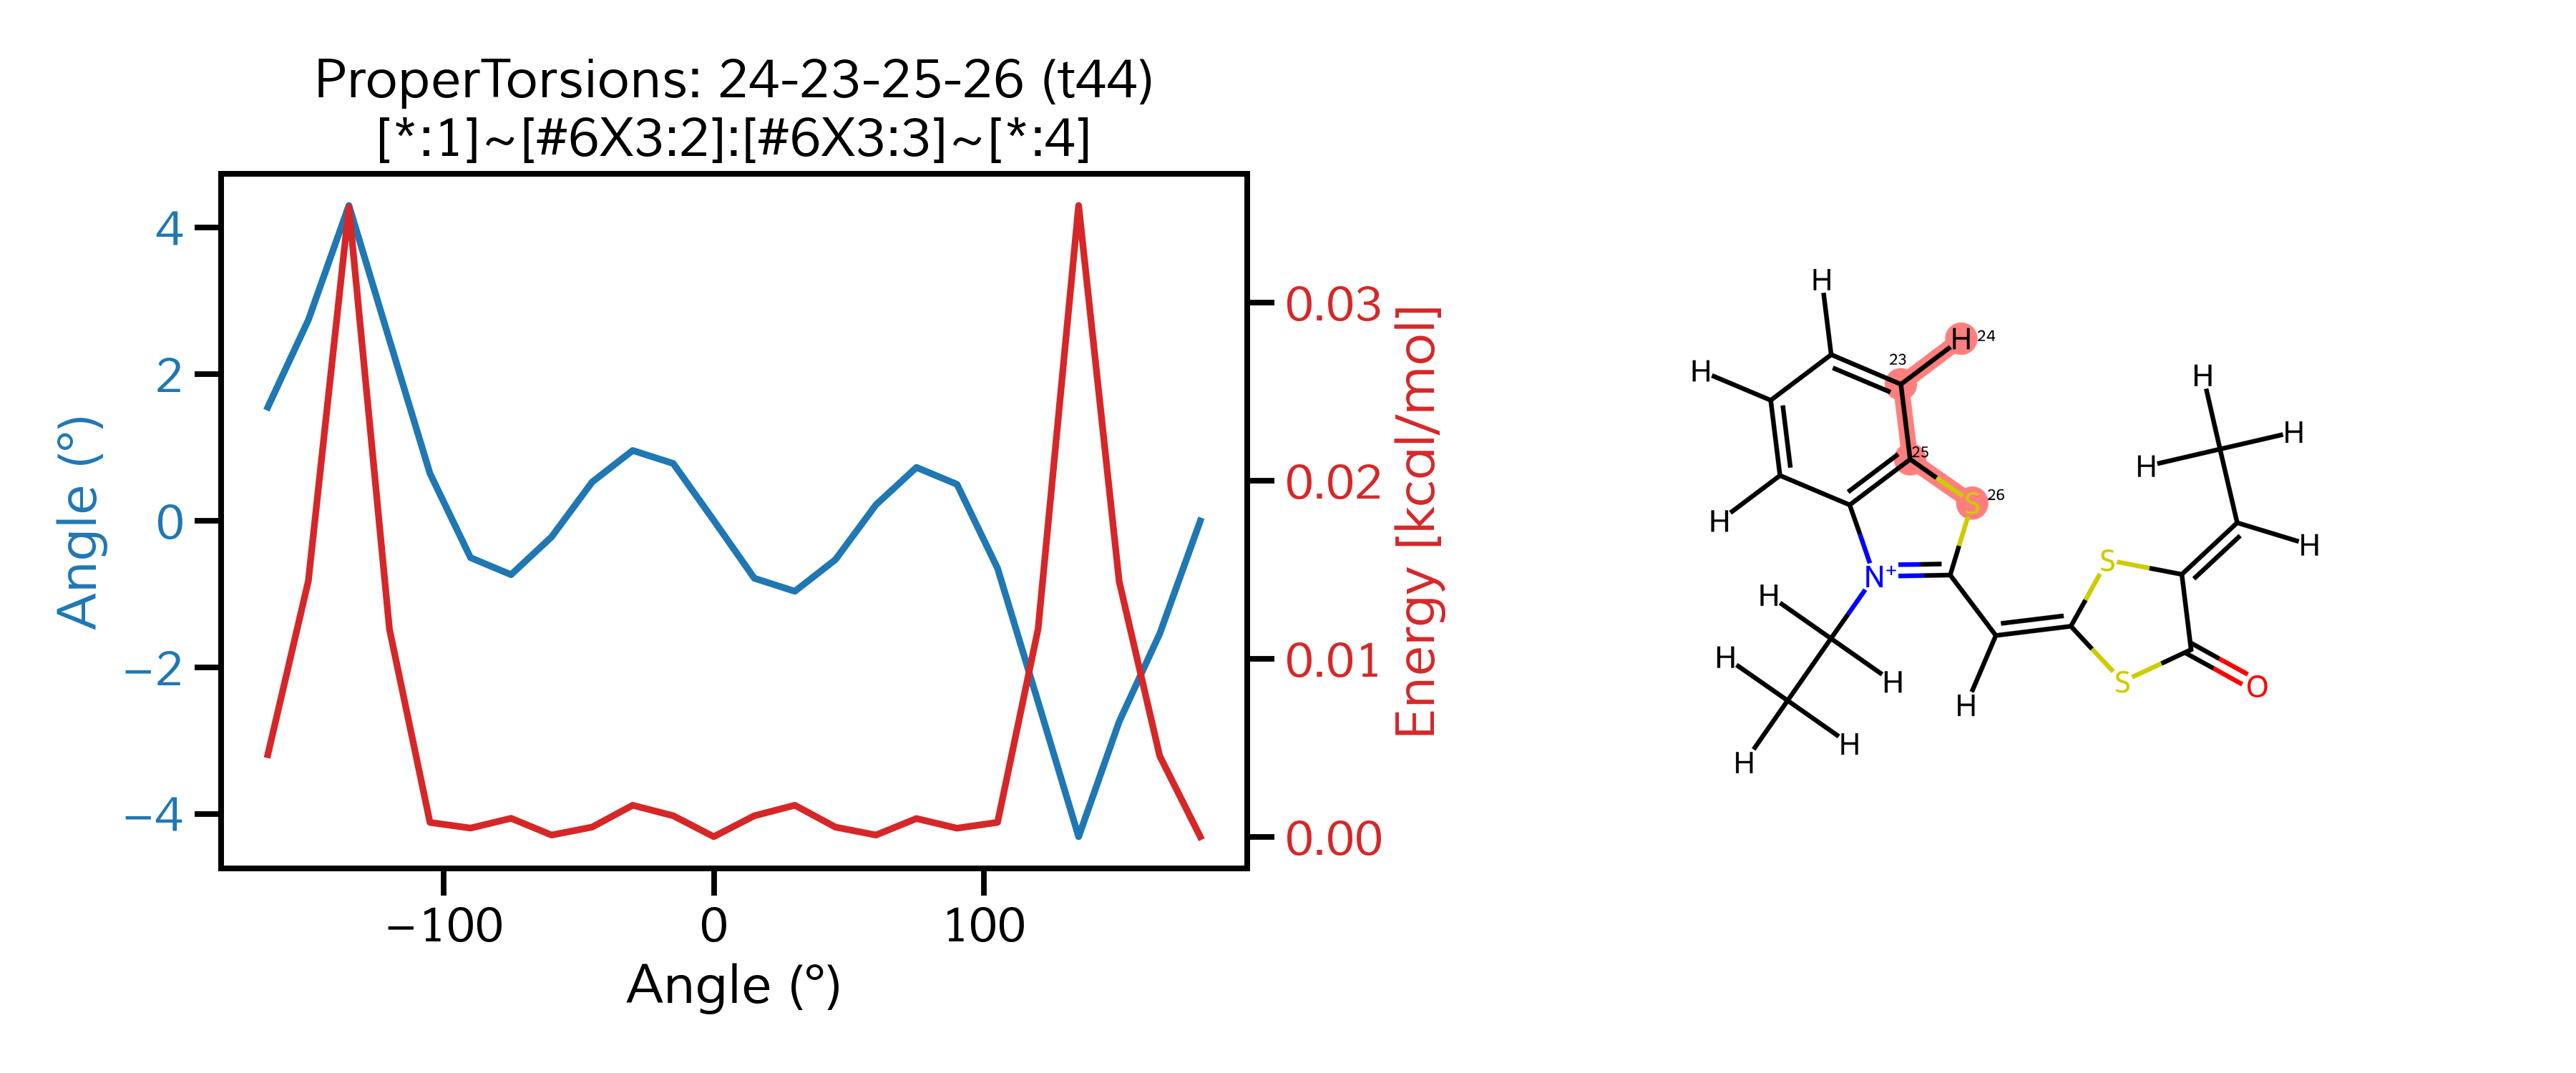 ProperTorsions: 24-23-25-26 (t44)
[*:1]~[#6X3:2]:[#6X3:3]~[*:4]
4
2
0
−2
−4
Angle (°)
0.03
0.02
0.01
0.00
Energy [kcal/mol]
−100
0
100
Angle (°)
H
H
H 24
23
25
S 26
H
N+
H
H
H
H
H
H
H
S
S
O
H
H
H
H